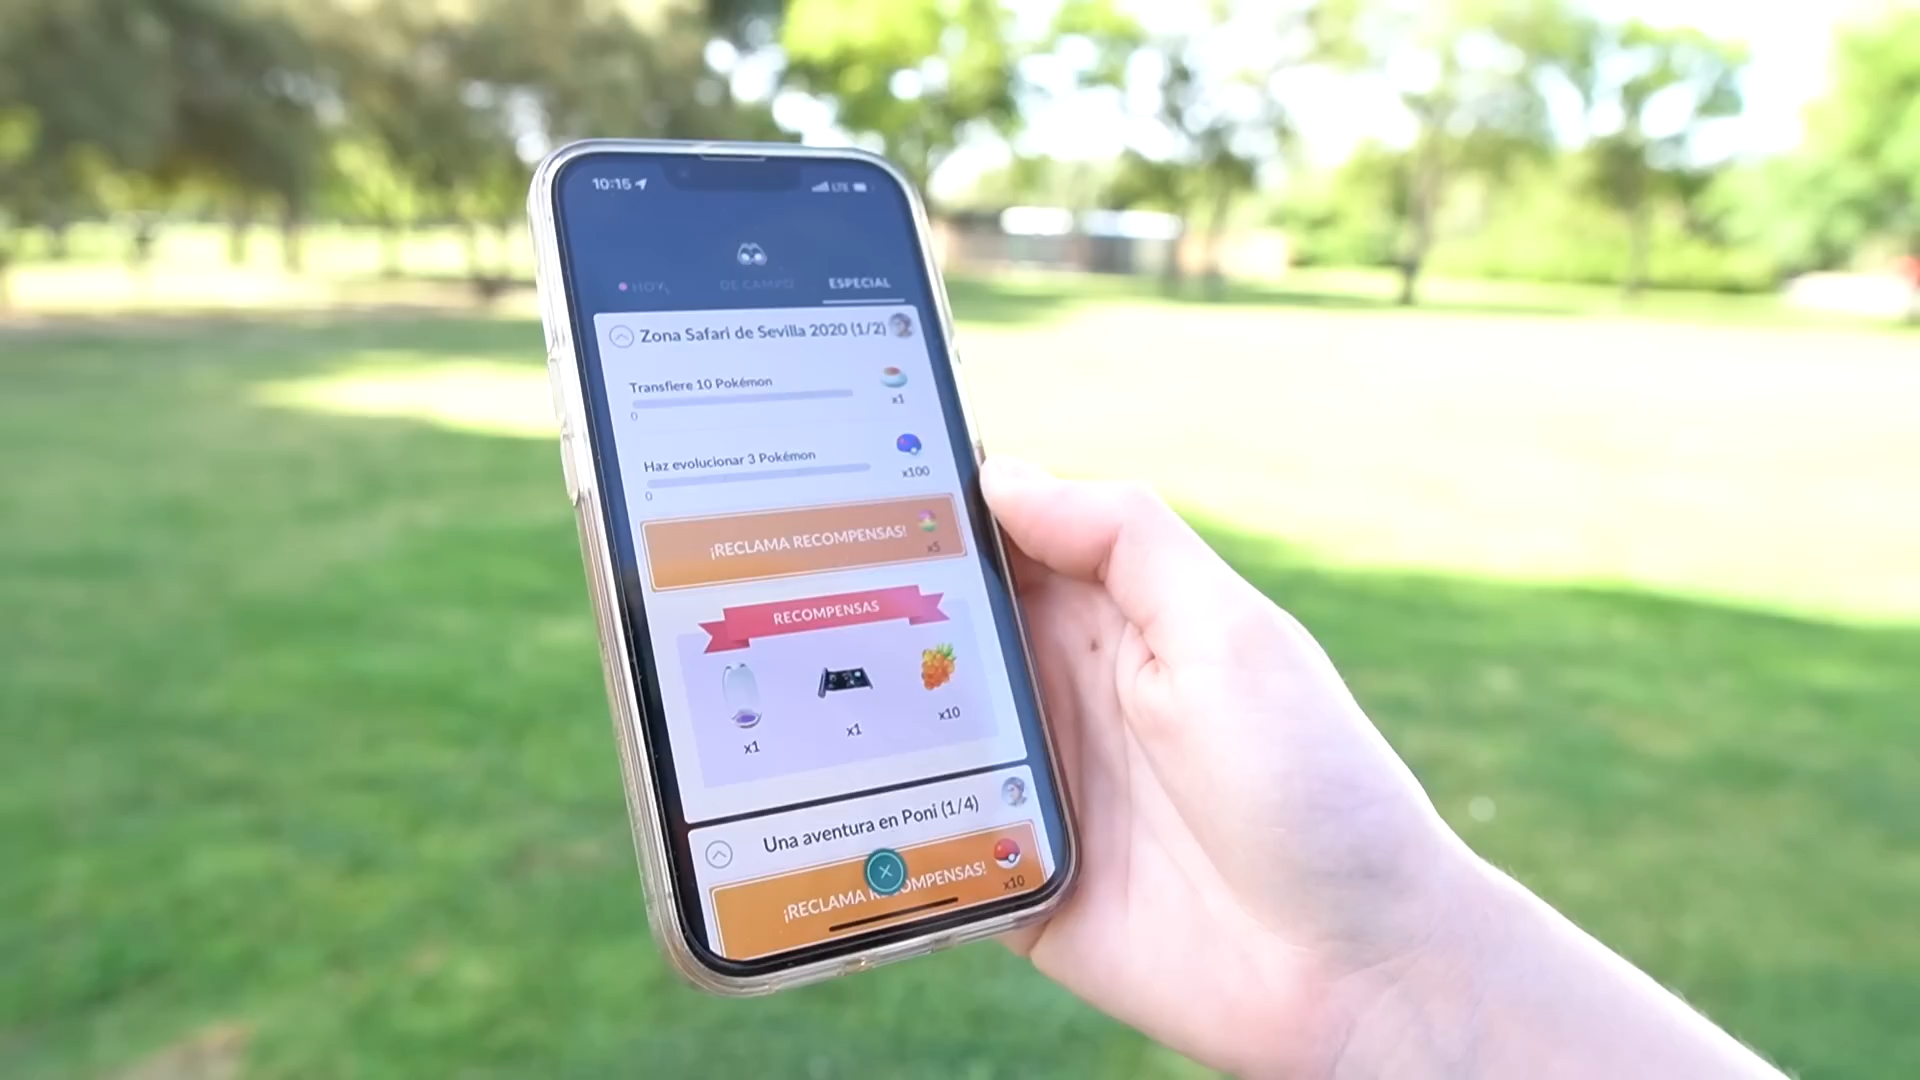 10:15 LTE
HOY
DE CAMPO
ESPECIAL
Zona Safari de Sevilla 2020 (1/2)
Transfiere 10 Pokémon
0
x1
Haz evolucionar 3 Pokémon
0
x100
¡RECLAMA RECOMPENSAS!
x5
RECOMPENSAS
x1
x1
x10
Una aventura en Poni (1/4)
¡RECLAMA RECOMPENSAS!
x10